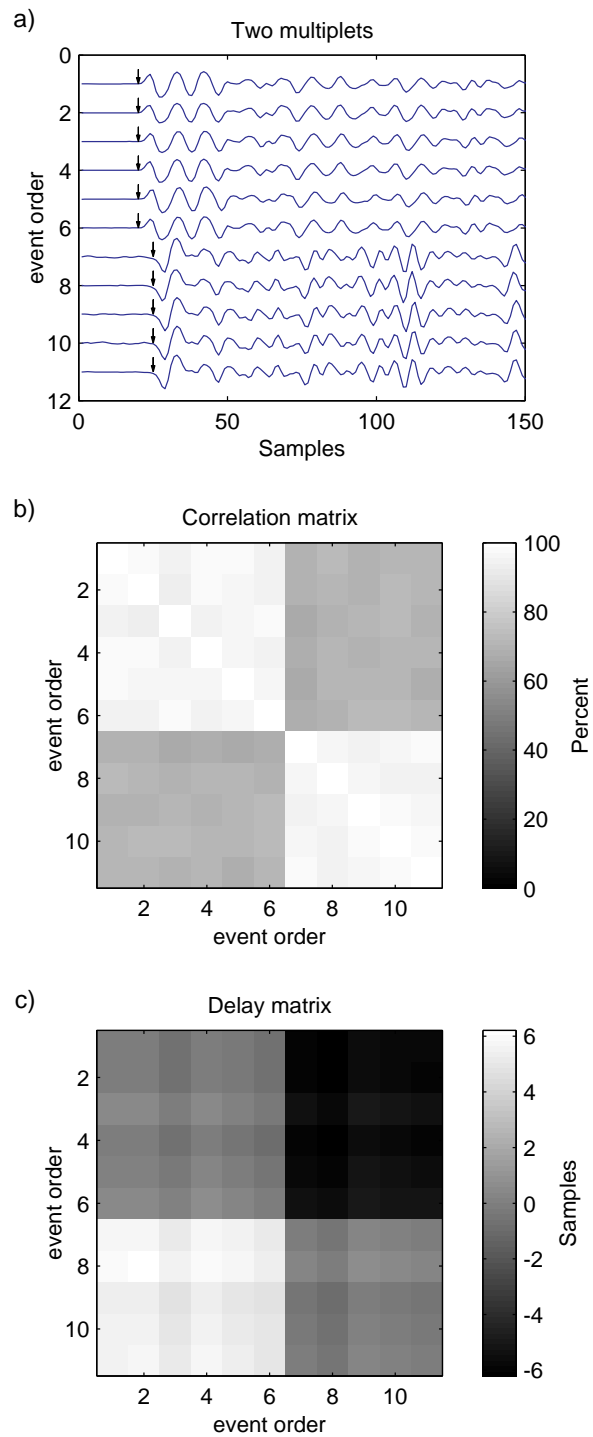 a)
Two multiplets
0
2
4
6
8
10
12
event order
0 50 100 150
Samples
b)
Correlation matrix
2
4
6
8
10
event order
2 4 6 8 10
event order
100
80
60
40
20
0
Percent
c)
Delay matrix
2
4
6
8
10
event order
2 4 6 8 10
event order
6
4
2
0
-2
-4
-6
Samples